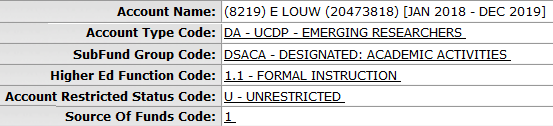 Account Name: (8219) E LOUW (20473818) [JAN 2018 - DEC 2019]
Account Type Code: DA - UCDP - EMERGING RESEARCHERS
SubFund Group Code: DSACA - DESIGNATED: ACADEMIC ACTIVITIES
Higher Ed Function Code: 1.1 - FORMAL INSTRUCTION
Account Restricted Status Code: U - UNRESTRICTED
Source Of Funds Code: 1